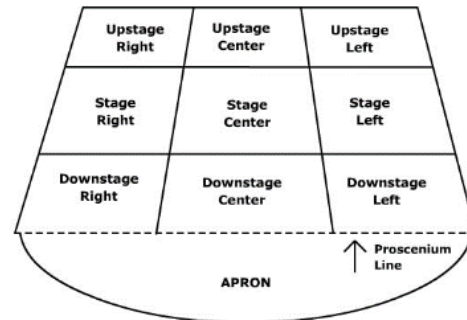 Upstage
Right
Upstage
Center
Upstage
Left
Stage
Right
Stage
Center
Stage
Left
Downstage
Right
Downstage
Center
Downstage
Left
Proscenium
Line
APRON